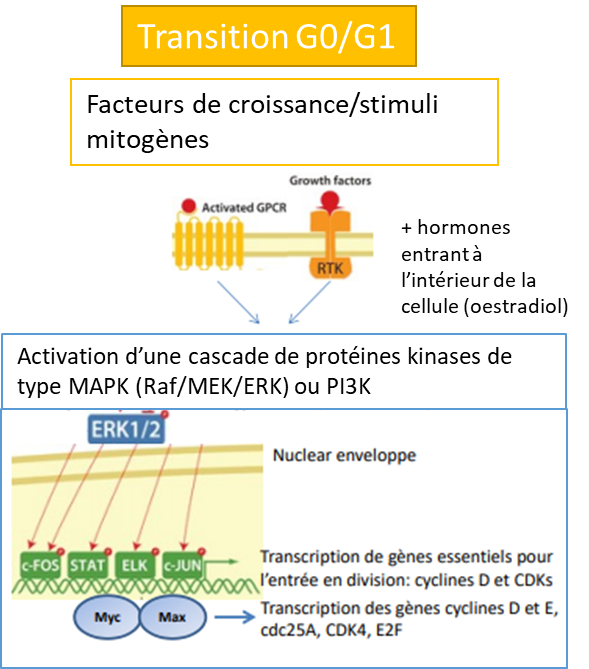 Transition G0/G1
Facteurs de croissance/stimuli
mitogènes
Growth factors
Activated GPCR
RTK
+ hormones
entrant à
l’intérieur de la
cellule (oestradiol)
Activation d’une cascade de protéines kinases de
type MAPK (Raf/MEK/ERK) ou PI3K
ERK1/2
Nuclear enveloppe
P P P P
c-FOS STAT ELK c-JUN
Transcription de gènes essentiels pour
l’entrée en division: cyclines D et CDKs
Myc Max
Transcription des gènes cyclines D et E,
cdc25A, CDK4, E2F